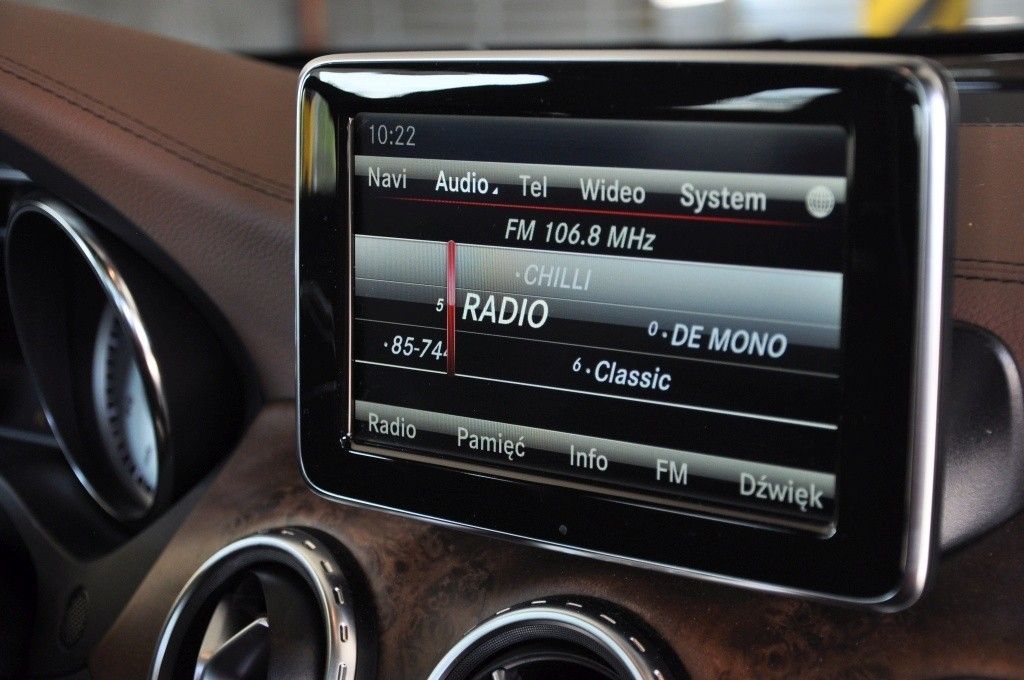 10:22
Navi Audio Tel Wideo System
FM 106.8 MHz
·CHILLI
5 RADIO 0·DE MONO
·85-744 6·Classic
Radio Pamięć Info FM Dźwięk